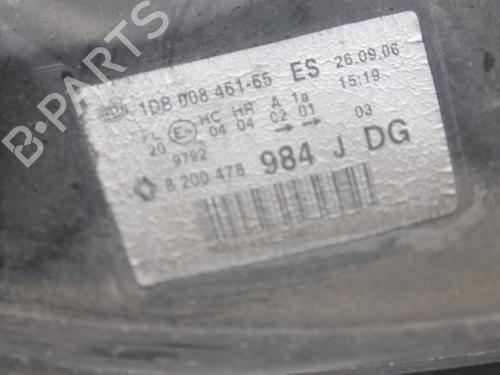 1DB 008 461-65 ES 26.09.06
15:19
PL HC HR A 1a
20 E 04 04 02 01 03
9792
8 200 478 984 J DG
B-PARTS